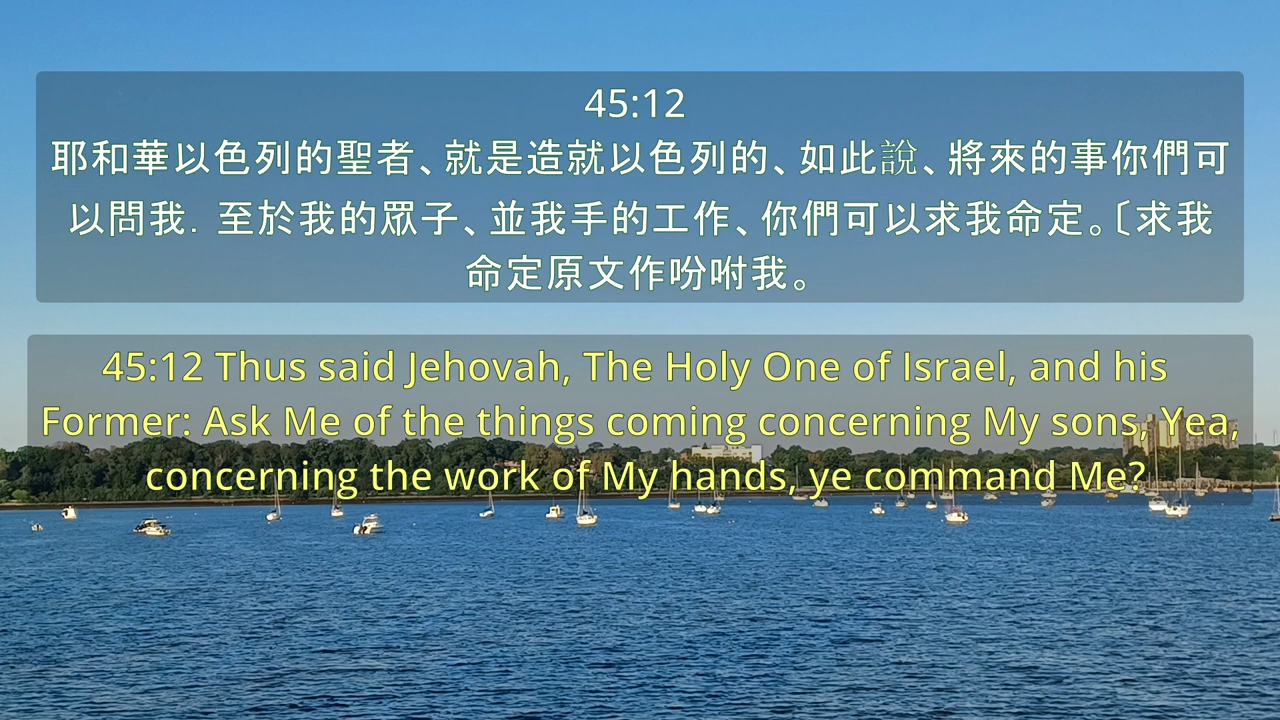 45:12
耶和華以色列的聖者、就是造就以色列的、如此說、將來的事你們可
以問我. 至於我的眾子、並我手的工作、你們可以求我命定。〔求我
命定原文作吩咐我。
45:12 Thus said Jehovah, The Holy One of Israel, and his
Former: Ask Me of the things coming concerning My sons, Yea,
concerning the work of My hands, ye command Me?